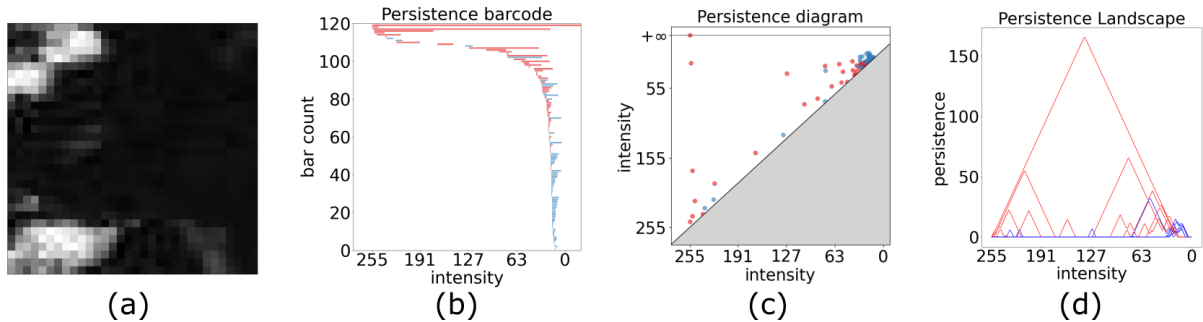 Persistence barcode
bar count
120
100
80
60
40
20
0
255 191 127 63 0
intensity
Persistence diagram
intensity
+∞
55
155
255
255 191 127 63 0
intensity
Persistence Landscape
persistence
150
100
50
0
255 191 127 63 0
intensity
(a) (b) (c) (d)